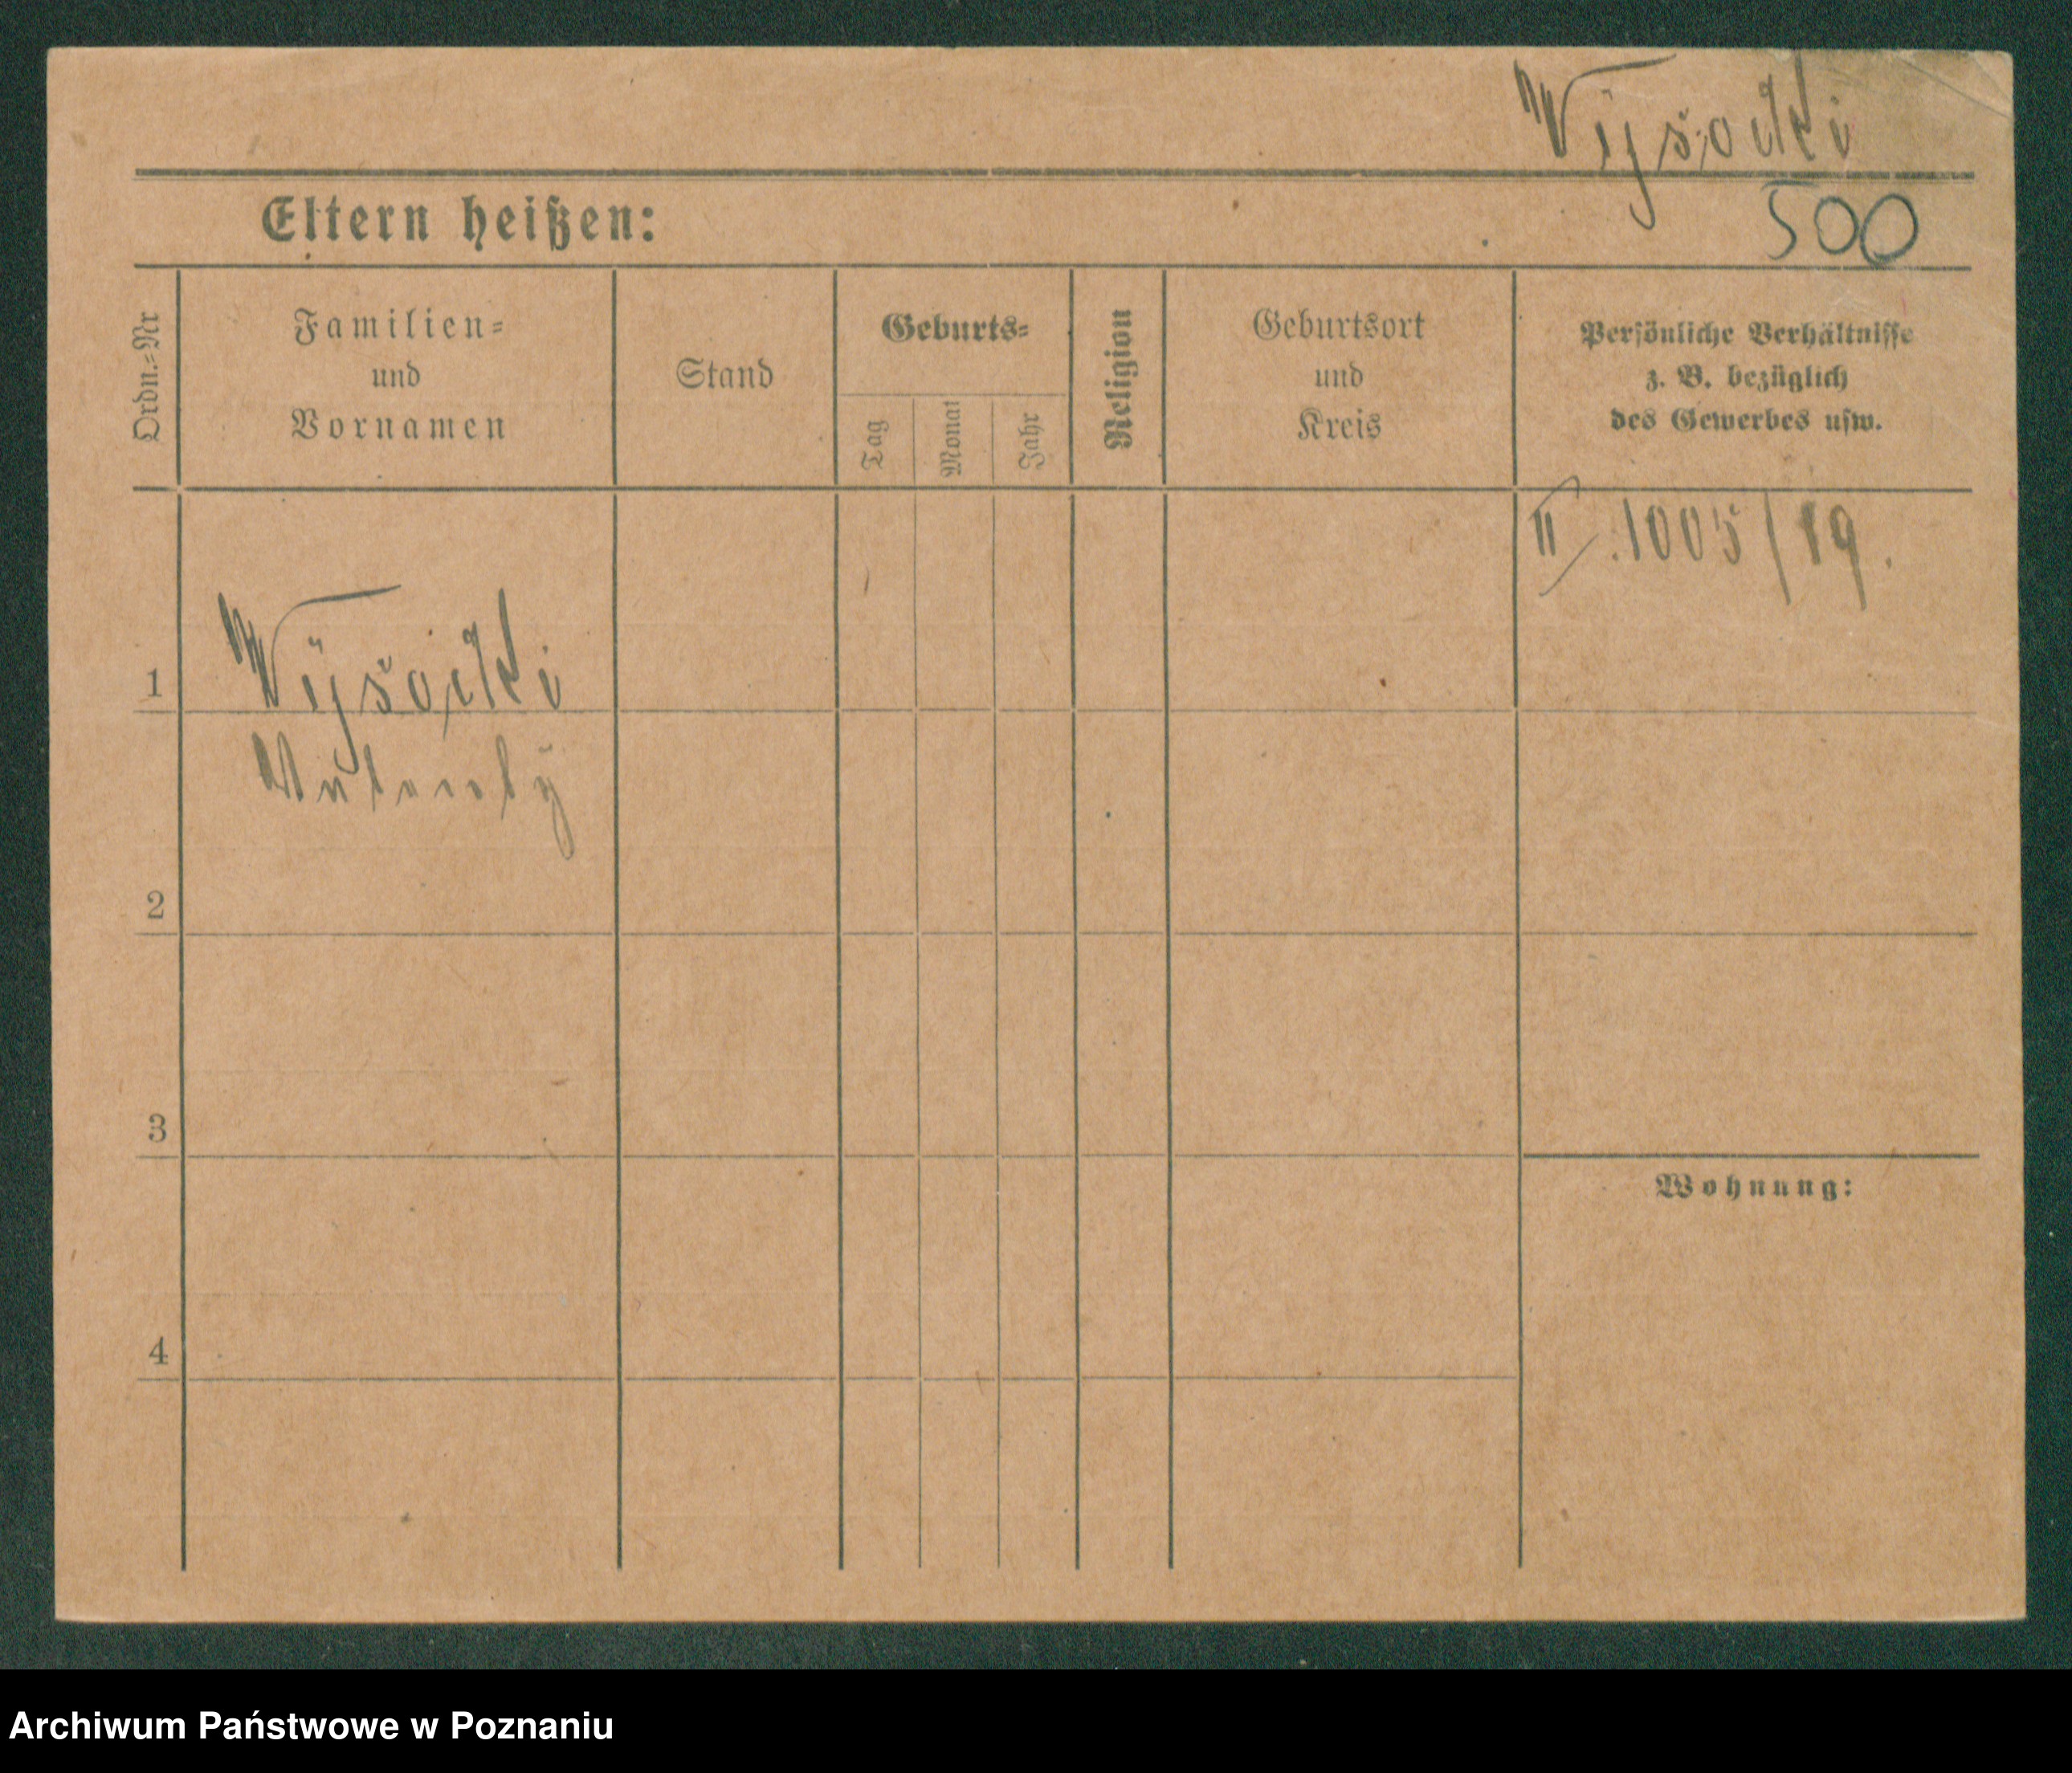 Wysocki
Eltern heißen:
500
Ordn.=Nr
Familien=
und
Vornamen
Stand
Geburts=
Tag
Monat
Jahr
Religion
Geburtsort
und
Kreis
Persönliche Verhältnisse
z. B. bezüglich
des Gewerbes usw.
II. 1005/19.
1
Wysocki
2
3
Wohnung:
4
Archiwum Państwowe w Poznaniu